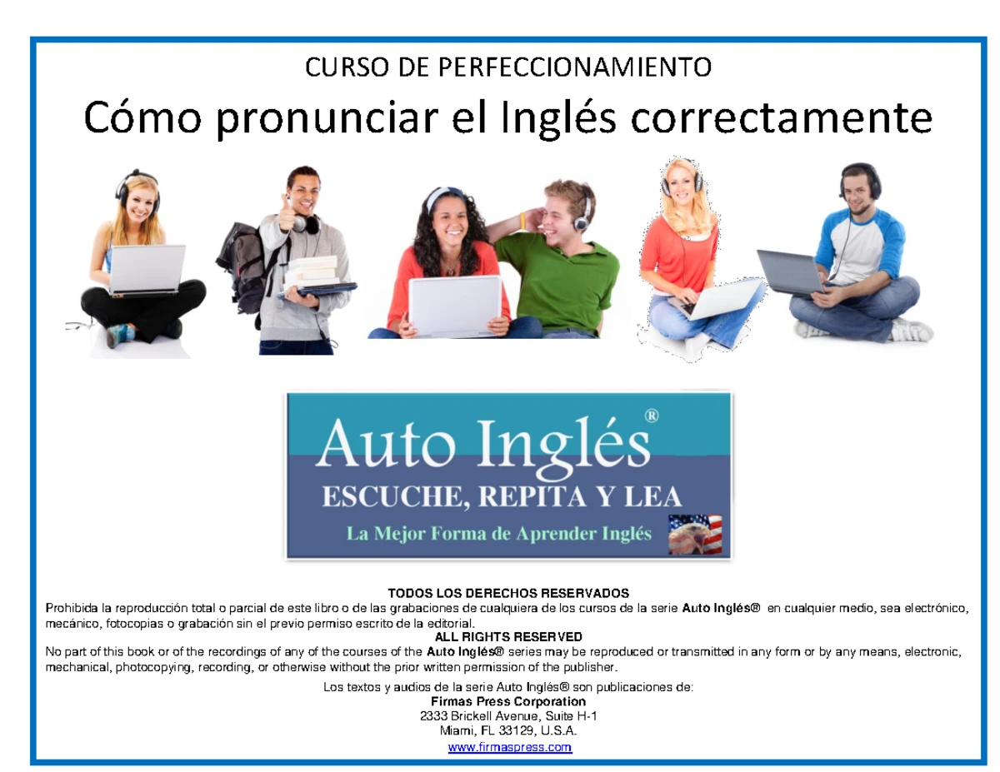 CURSO DE PERFECCIONAMIENTO
Cómo pronunciar el Inglés correctamente
Auto Inglés®
ESCUCHE, REPITA Y LEA
La Mejor Forma de Aprender Inglés
TODOS LOS DERECHOS RESERVADOS
Prohibida la reproducción total o parcial de este libro o de las grabaciones de cualquiera de los cursos de la serie Auto Inglés® en cualquier medio, sea electrónico,
mecánico, fotocopias o grabación sin el previo permiso escrito de la editorial.
ALL RIGHTS RESERVED
No part of this book or of the recordings of any of the courses of the Auto Inglés® series may be reproduced or transmitted in any form or by any means, electronic,
mechanical, photocopying, recording, or otherwise without the prior written permission of the publisher.
Los textos y audios de la serie Auto Inglés® son publicaciones de:
Firmas Press Corporation
2333 Brickell Avenue, Suite H-1
Miami, FL 33129, U.S.A.
www.firmaspress.com